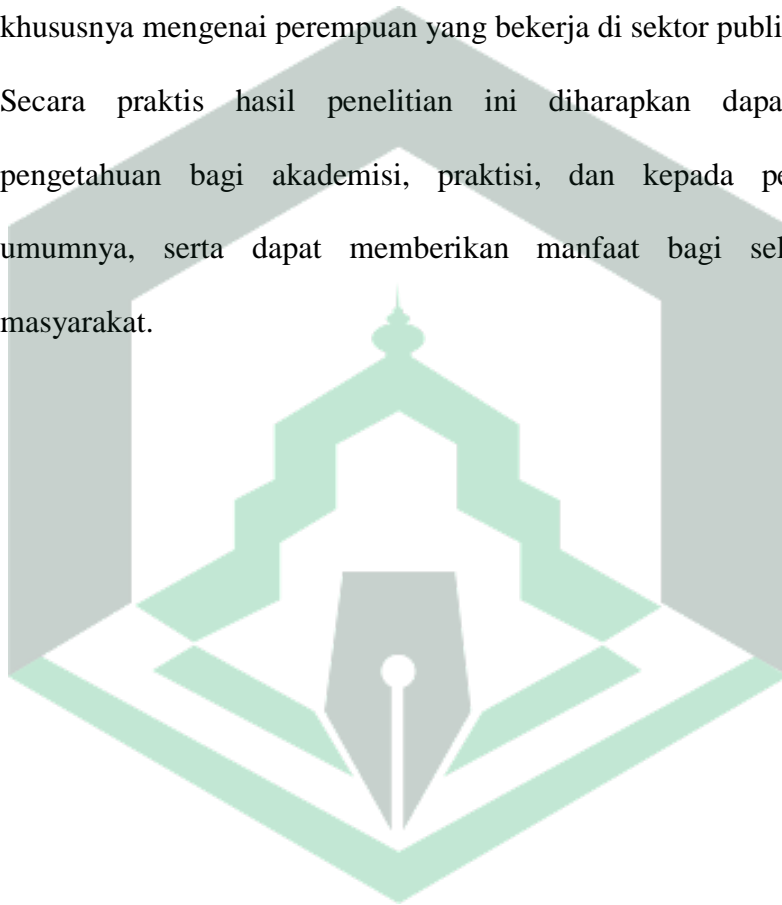 khususnya mengenai perempuan yang bekerja di sektor publi
Secara praktis hasil penelitian ini diharapkan dapa
pengetahuan bagi akademisi, praktisi, dan kepada pe
umumnya, serta dapat memberikan manfaat bagi sel
masyarakat.